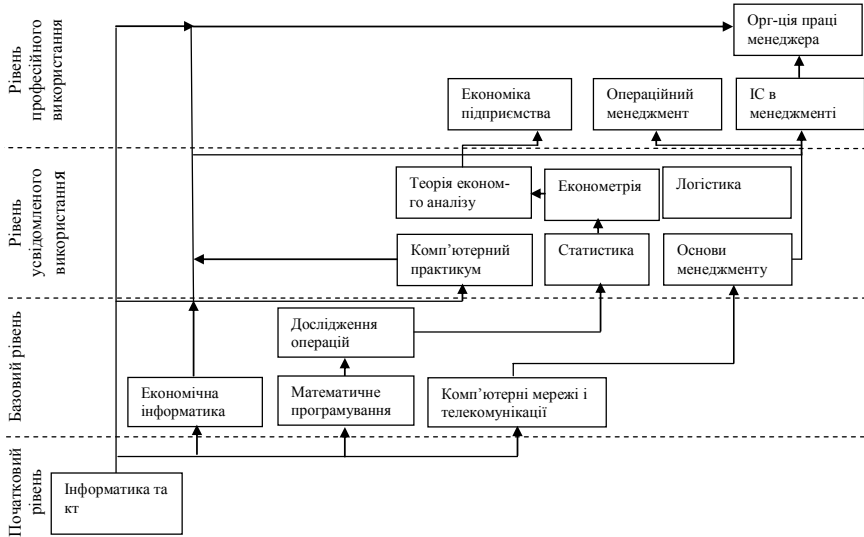 Рівень
професійного
використання
Орг-ція праці
менеджера
Економіка
підприємства
Операційний
менеджмент
ІС в
менеджменті
Рівень
усвідомленого
використання
Теорія економ-
го аналізу
Економетрія
Логістика
Комп’ютерний
практикум
Статистика
Основи
менеджменту
Базовий рівень
Дослідження
операцій
Економічна
інформатика
Математичне
програмування
Комп’ютерні мережі і
телекомунікації
Початковий
рівень
Інформатика та
кт